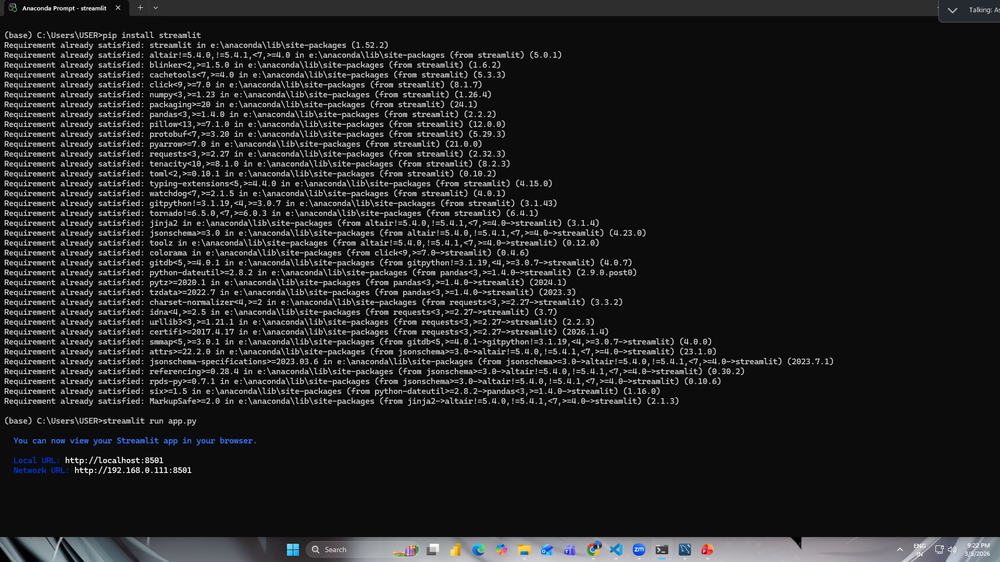 Anaconda Prompt - streamlit
Talking: As
(base) C:\Users\USER>pip install streamlit
Requirement already satisfied: streamlit in e:\anaconda\lib\site-packages (1.52.2)
Requirement already satisfied: altair!=5.4.0,!=5.4.1,<7,>=4.0 in e:\anaconda\lib\site-packages (from streamlit) (5.0.1)
Requirement already satisfied: blinker<2,>=1.5.0 in e:\anaconda\lib\site-packages (from streamlit) (1.6.2)
Requirement already satisfied: cachetools<7,>=4.0 in e:\anaconda\lib\site-packages (from streamlit) (5.3.3)
Requirement already satisfied: click<9,>=7.0 in e:\anaconda\lib\site-packages (from streamlit) (8.1.7)
Requirement already satisfied: numpy<3,>=1.23 in e:\anaconda\lib\site-packages (from streamlit) (1.26.4)
Requirement already satisfied: packaging>=20 in e:\anaconda\lib\site-packages (from streamlit) (24.1)
Requirement already satisfied: pandas<3,>=1.4.0 in e:\anaconda\lib\site-packages (from streamlit) (2.2.2)
Requirement already satisfied: pillow<13,>=7.1.0 in e:\anaconda\lib\site-packages (from streamlit) (12.0.0)
Requirement already satisfied: protobuf<7,>=3.20 in e:\anaconda\lib\site-packages (from streamlit) (5.29.3)
Requirement already satisfied: pyarrow>=7.0 in e:\anaconda\lib\site-packages (from streamlit) (21.0.0)
Requirement already satisfied: requests<3,>=2.27 in e:\anaconda\lib\site-packages (from streamlit) (2.32.3)
Requirement already satisfied: tenacity<10,>=8.1.0 in e:\anaconda\lib\site-packages (from streamlit) (8.2.3)
Requirement already satisfied: toml<2,>=0.10.1 in e:\anaconda\lib\site-packages (from streamlit) (0.10.2)
Requirement already satisfied: typing-extensions<5,>=4.4.0 in e:\anaconda\lib\site-packages (from streamlit) (4.15.0)
Requirement already satisfied: watchdog<7,>=2.1.5 in e:\anaconda\lib\site-packages (from streamlit) (4.0.1)
Requirement already satisfied: gitpython!=3.1.19,<4,>=3.0.7 in e:\anaconda\lib\site-packages (from streamlit) (3.1.43)
Requirement already satisfied: tornado!=6.5.0,<7,>=6.0.3 in e:\anaconda\lib\site-packages (from streamlit) (6.4.1)
Requirement already satisfied: jinja2 in e:\anaconda\lib\site-packages (from altair!=5.4.0,!=5.4.1,<7,>=4.0->streamlit) (3.1.4)
Requirement already satisfied: jsonschema>=3.0 in e:\anaconda\lib\site-packages (from altair!=5.4.0,!=5.4.1,<7,>=4.0->streamlit) (4.23.0)
Requirement already satisfied: toolz in e:\anaconda\lib\site-packages (from altair!=5.4.0,!=5.4.1,<7,>=4.0->streamlit) (0.12.0)
Requirement already satisfied: colorama in e:\anaconda\lib\site-packages (from click<9,>=7.0->streamlit) (0.4.6)
Requirement already satisfied: gitdb<5,>=4.0.1 in e:\anaconda\lib\site-packages (from gitpython!=3.1.19,<4,>=3.0.7->streamlit) (4.0.7)
Requirement already satisfied: python-dateutil>=2.8.2 in e:\anaconda\lib\site-packages (from pandas<3,>=1.4.0->streamlit) (2.9.0.post0)
Requirement already satisfied: pytz>=2020.1 in e:\anaconda\lib\site-packages (from pandas<3,>=1.4.0->streamlit) (2024.1)
Requirement already satisfied: tzdata>=2022.7 in e:\anaconda\lib\site-packages (from pandas<3,>=1.4.0->streamlit) (2023.3)
Requirement already satisfied: charset-normalizer<4,>=2 in e:\anaconda\lib\site-packages (from requests<3,>=2.27->streamlit) (3.3.2)
Requirement already satisfied: idna<4,>=2.5 in e:\anaconda\lib\site-packages (from requests<3,>=2.27->streamlit) (3.7)
Requirement already satisfied: urllib3<3,>=1.21.1 in e:\anaconda\lib\site-packages (from requests<3,>=2.27->streamlit) (2.2.3)
Requirement already satisfied: certifi>=2017.4.17 in e:\anaconda\lib\site-packages (from requests<3,>=2.27->streamlit) (2026.1.4)
Requirement already satisfied: smmap<5,>=3.0.1 in e:\anaconda\lib\site-packages (from gitdb<5,>=4.0.1->gitpython!=3.1.19,<4,>=3.0.7->streamlit) (4.0.0)
Requirement already satisfied: attrs>=22.2.0 in e:\anaconda\lib\site-packages (from jsonschema>=3.0->altair!=5.4.0,!=5.4.1,<7,>=4.0->streamlit) (23.1.0)
Requirement already satisfied: jsonschema-specifications>=2023.03.6 in e:\anaconda\lib\site-packages (from jsonschema>=3.0->altair!=5.4.0,!=5.4.1,<7,>=4.0->streamlit) (2023.7.1)
Requirement already satisfied: referencing>=0.28.4 in e:\anaconda\lib\site-packages (from jsonschema>=3.0->altair!=5.4.0,!=5.4.1,<7,>=4.0->streamlit) (0.30.2)
Requirement already satisfied: rpds-py>=0.7.1 in e:\anaconda\lib\site-packages (from jsonschema>=3.0->altair!=5.4.0,!=5.4.1,<7,>=4.0->streamlit) (0.10.6)
Requirement already satisfied: six>=1.5 in e:\anaconda\lib\site-packages (from python-dateutil>=2.8.2->pandas<3,>=1.4.0->streamlit) (1.16.0)
Requirement already satisfied: MarkupSafe>=2.0 in e:\anaconda\lib\site-packages (from jinja2->altair!=5.4.0,!=5.4.1,<7,>=4.0->streamlit) (2.1.3)
(base) C:\Users\USER>streamlit run app.py
You can now view your Streamlit app in your browser.
Local URL: http://localhost:8501
Network URL: http://192.168.0.111:8501
Search
ENG
IN
9:22 PM
3/5/2026